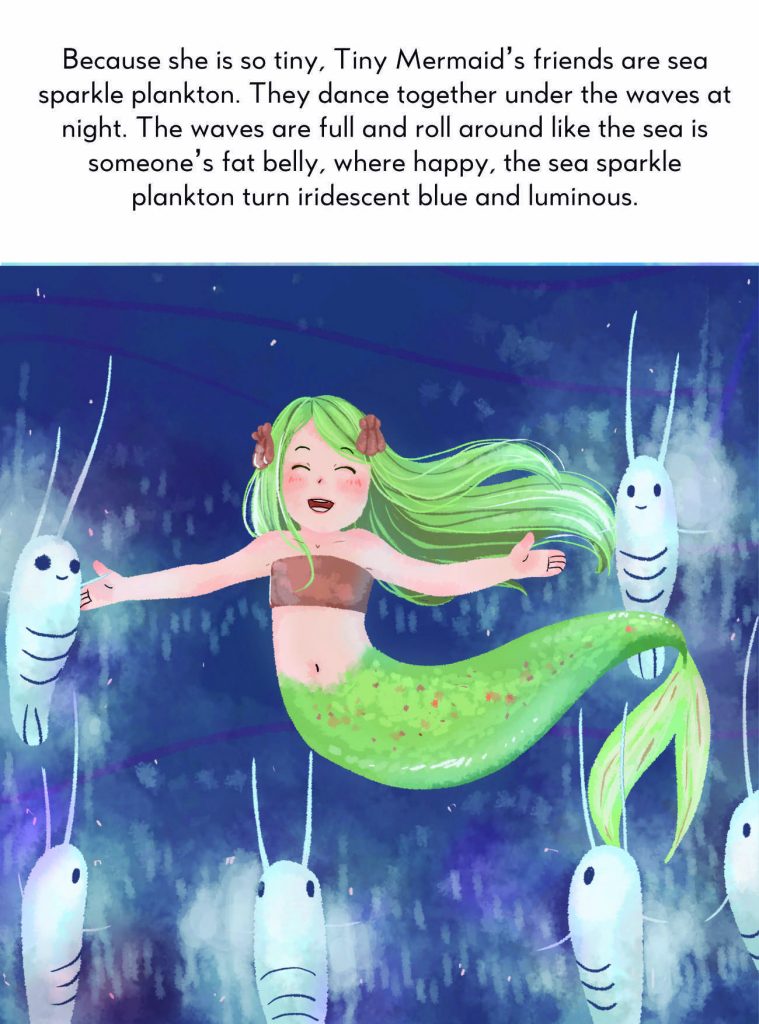 Because she is so tiny, Tiny Mermaid’s friends are sea
sparkle plankton. They dance together under the waves at
night. The waves are full and roll around like the sea is
someone’s fat belly, where happy, the sea sparkle
plankton turn iridescent blue and luminous.